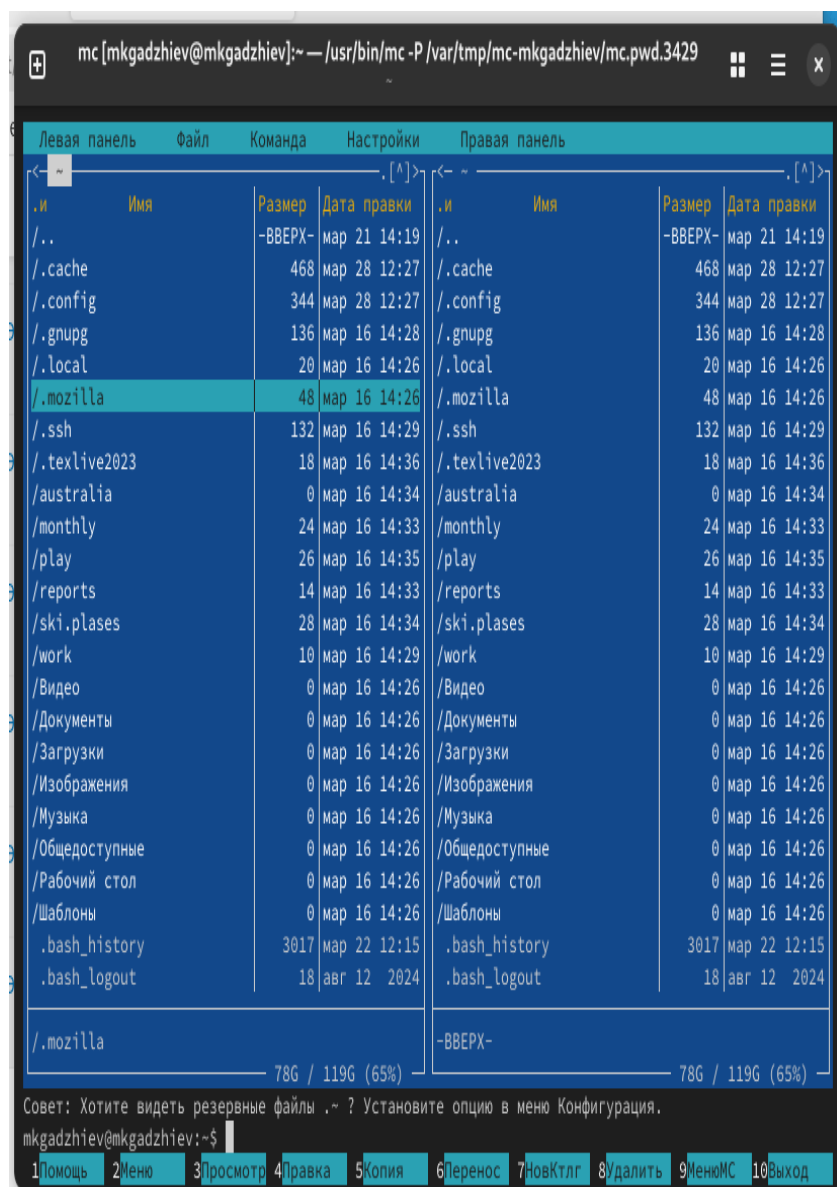 mc [mkgadzhiev@mkgadzhiev]:~ — /usr/bin/mc -P /var/tmp/mc-mkgadzhiev/mc.pwd.3429
~
Левая панель Файл Команда Настройки Правая панель
<— ~ .[^]> <— ~ .[^]>
.и Имя Размер Дата правки .и Имя Размер Дата правки
/.. -ВВЕРХ- мар 21 14:19 /.. -ВВЕРХ- мар 21 14:19
/.cache 468 мар 28 12:27 /.cache 468 мар 28 12:27
/.config 344 мар 28 12:27 /.config 344 мар 28 12:27
/.gnupg 136 мар 16 14:28 /.gnupg 136 мар 16 14:28
/.local 20 мар 16 14:26 /.local 20 мар 16 14:26
/.mozilla 48 мар 16 14:26 /.mozilla 48 мар 16 14:26
/.ssh 132 мар 16 14:29 /.ssh 132 мар 16 14:29
/.texlive2023 18 мар 16 14:36 /.texlive2023 18 мар 16 14:36
/australia 0 мар 16 14:34 /australia 0 мар 16 14:34
/monthly 24 мар 16 14:33 /monthly 24 мар 16 14:33
/play 26 мар 16 14:35 /play 26 мар 16 14:35
/reports 14 мар 16 14:33 /reports 14 мар 16 14:33
/ski.plases 28 мар 16 14:34 /ski.plases 28 мар 16 14:34
/work 10 мар 16 14:29 /work 10 мар 16 14:29
/Видео 0 мар 16 14:26 /Видео 0 мар 16 14:26
/Документы 0 мар 16 14:26 /Документы 0 мар 16 14:26
/Загрузки 0 мар 16 14:26 /Загрузки 0 мар 16 14:26
/Изображения 0 мар 16 14:26 /Изображения 0 мар 16 14:26
/Музыка 0 мар 16 14:26 /Музыка 0 мар 16 14:26
/Общедоступные 0 мар 16 14:26 /Общедоступные 0 мар 16 14:26
/Рабочий стол 0 мар 16 14:26 /Рабочий стол 0 мар 16 14:26
/Шаблоны 0 мар 16 14:26 /Шаблоны 0 мар 16 14:26
.bash_history 3017 мар 22 12:15 .bash_history 3017 мар 22 12:15
.bash_logout 18 авг 12 2024 .bash_logout 18 авг 12 2024
/.mozilla -ВВЕРХ-
78G / 119G (65%) 78G / 119G (65%)
Совет: Хотите видеть резервные файлы .~ ? Установите опцию в меню Конфигурация.
mkgadzhiev@mkgadzhiev:~$
1Помощь 2Меню 3Просмотр 4Правка 5Копия 6Перенос 7НовКтлг 8Удалить 9МенюМС 10Выход